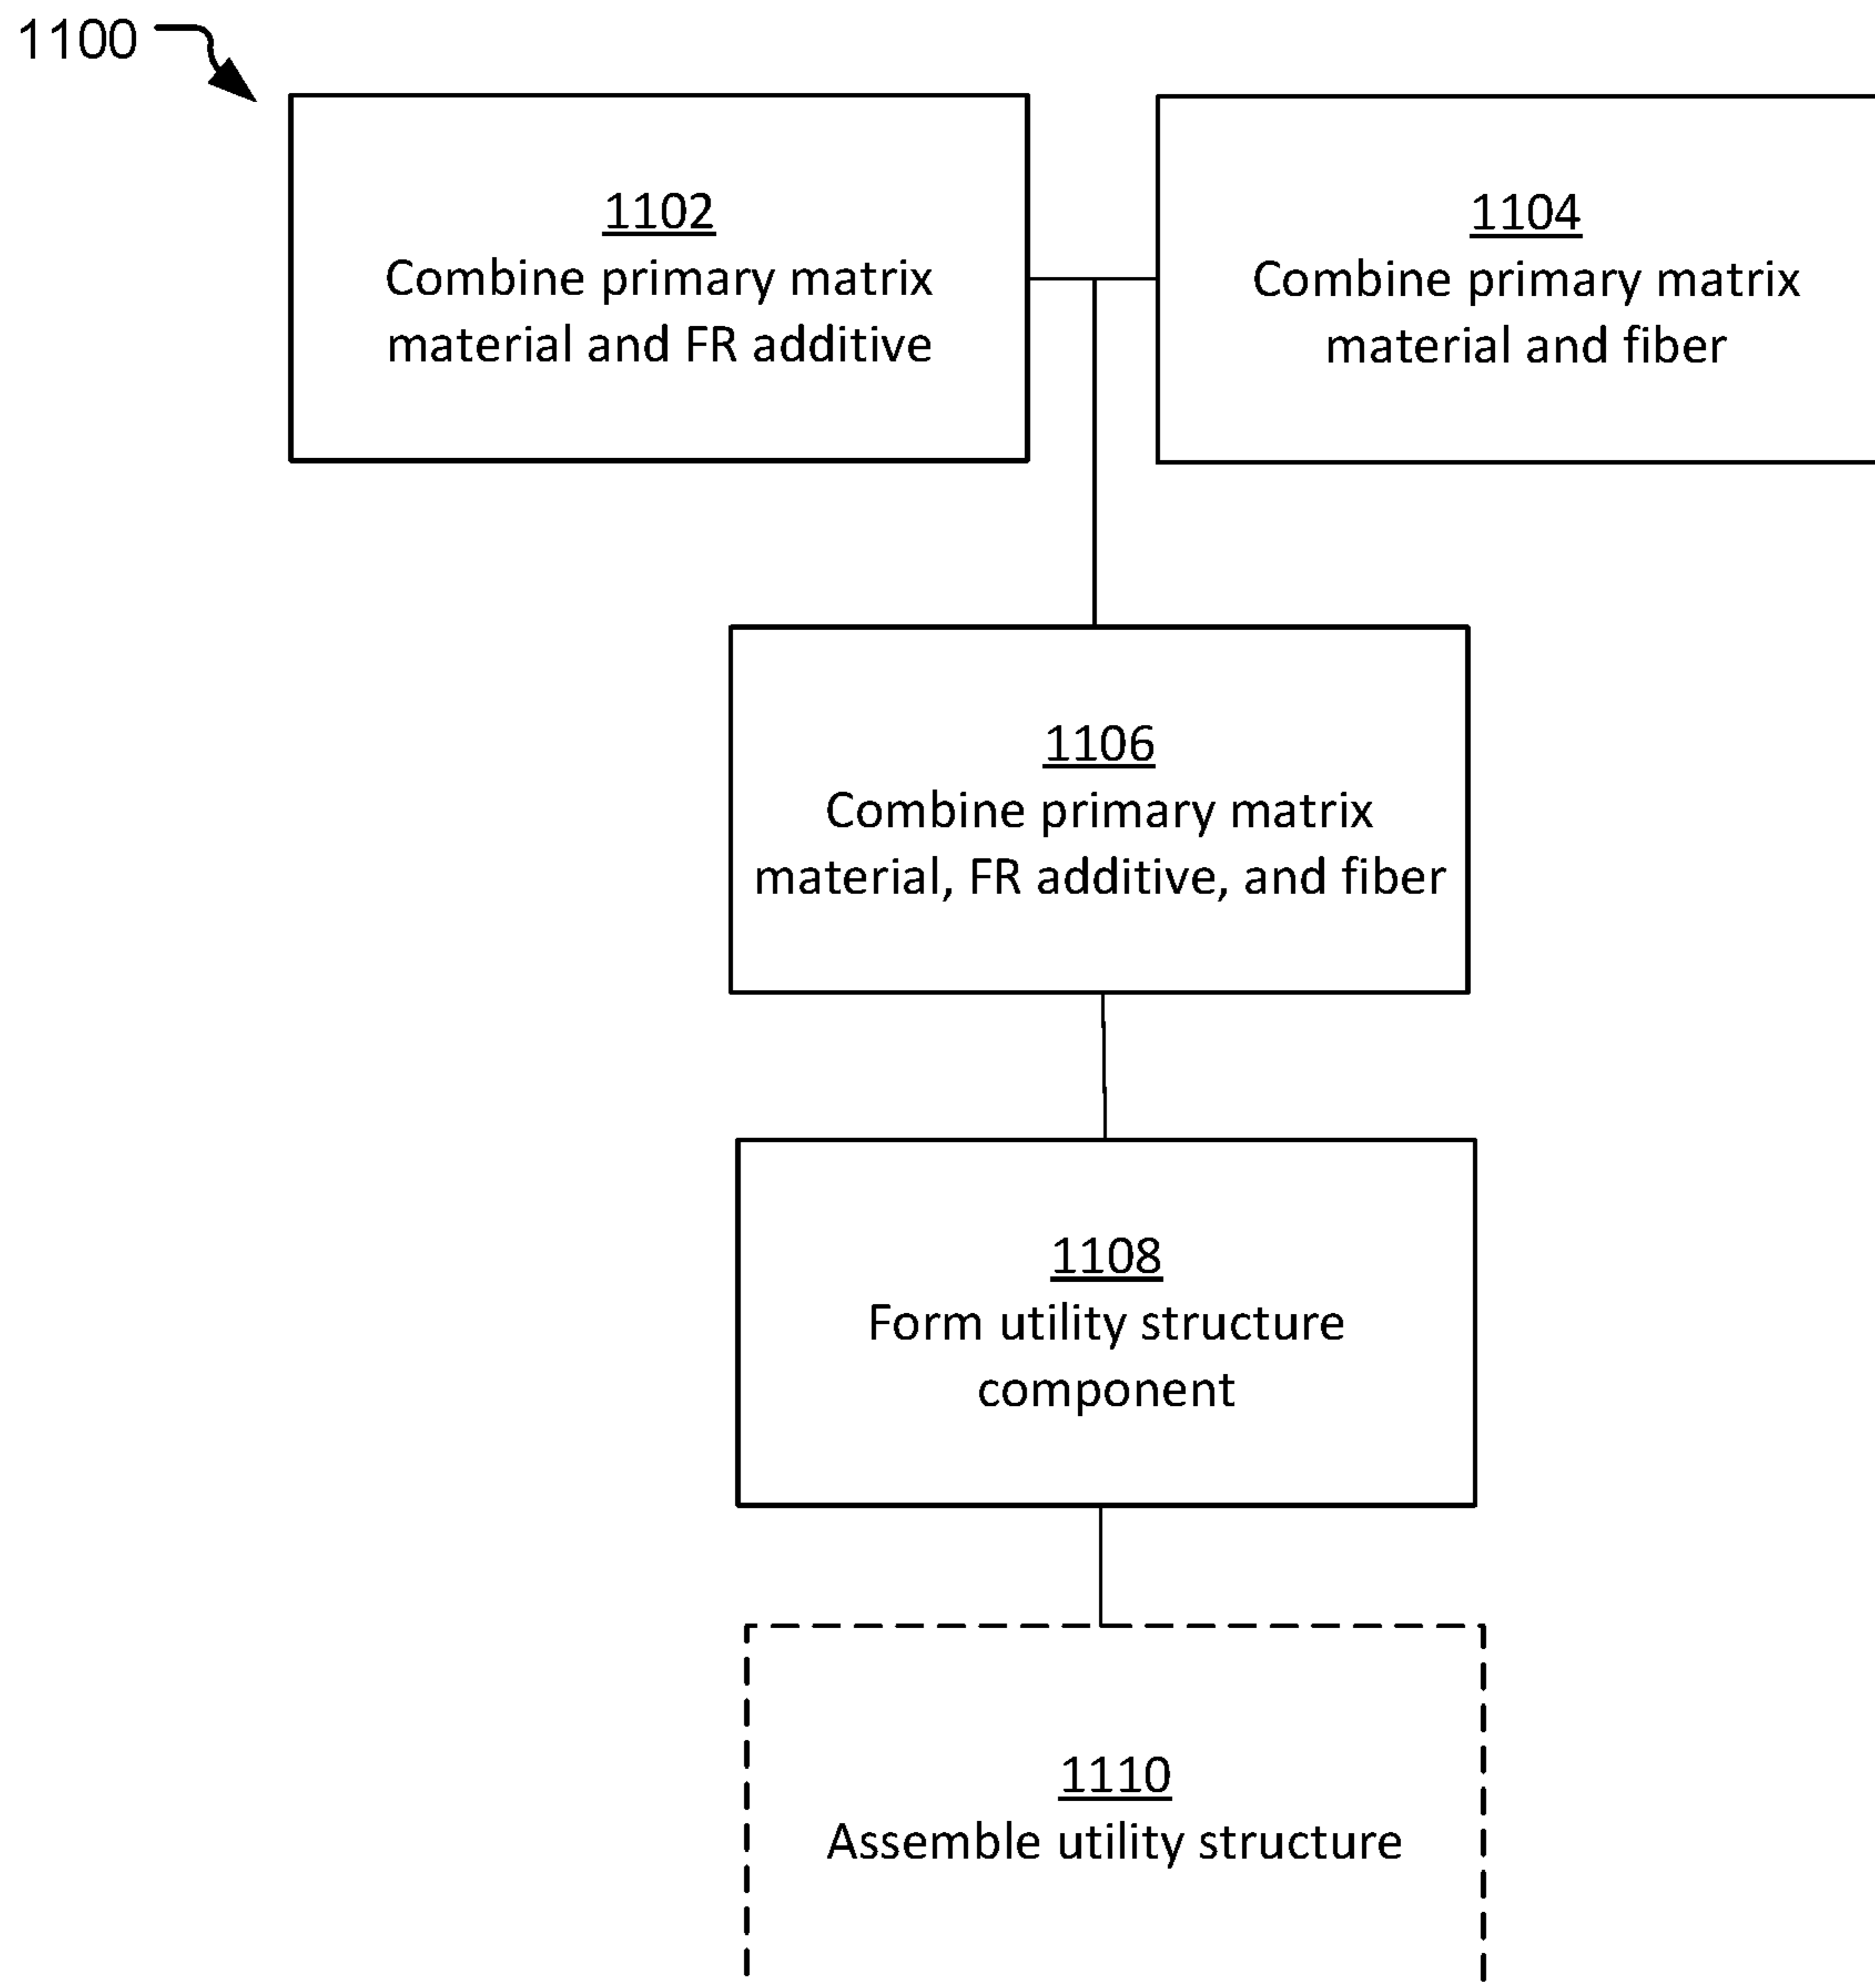 1100
1102
Combine primary matrix
material and FR additive
1104
Combine primary matrix
material and fiber
1106
Combine primary matrix
material, FR additive, and fiber
1108
Form utility structure
component
1110
Assemble utility structure